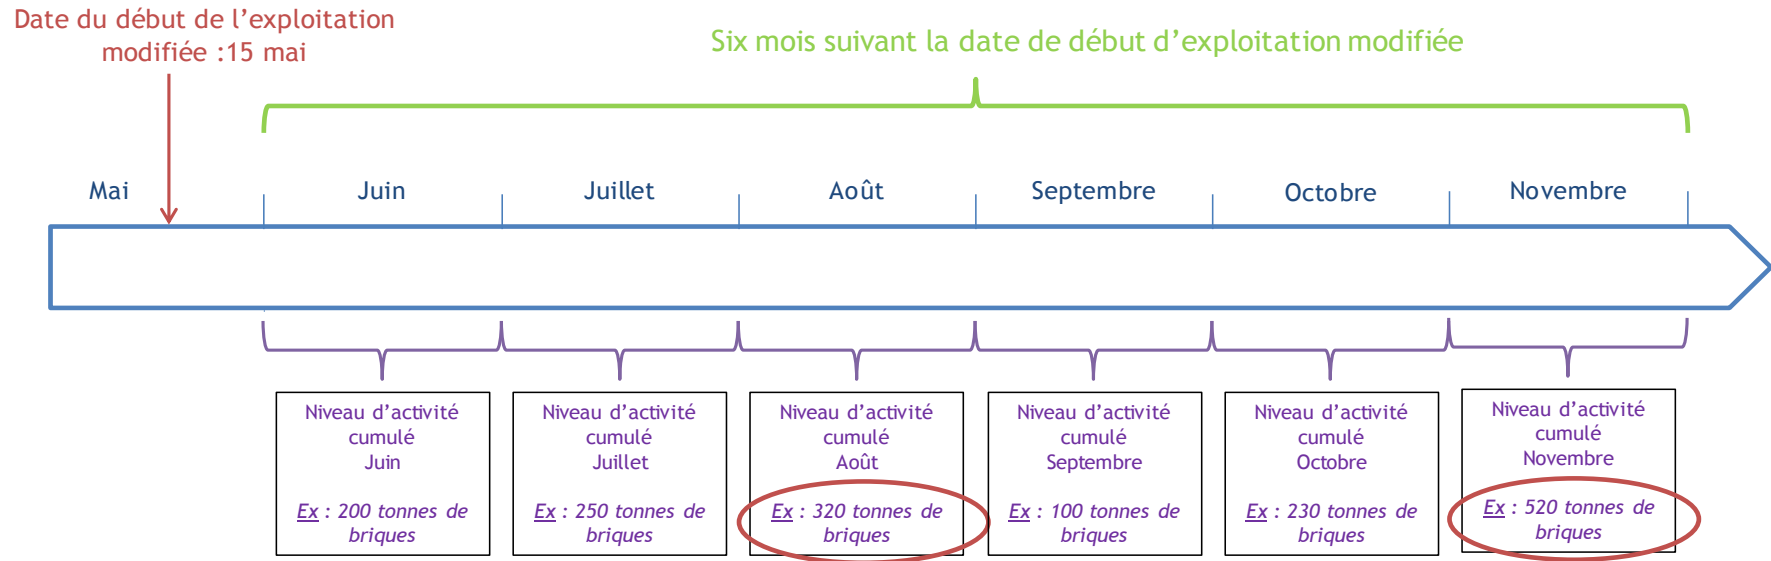 Date du début de l’exploitation
modifiée :15 mai
Six mois suivant la date de début d’exploitation modifiée
Mai
Juin
Juillet
Août
Septembre
Octobre
Novembre
Niveau d’activité
cumulé
Juin
Ex : 200 tonnes de
briques
Niveau d’activité
cumulé
Juillet
Ex : 250 tonnes de
briques
Niveau d’activité
cumulé
Août
Ex : 320 tonnes de
briques
Niveau d’activité
cumulé
Septembre
Ex : 100 tonnes de
briques
Niveau d’activité
cumulé
Octobre
Ex : 230 tonnes de
briques
Niveau d’activité
cumulé
Novembre
Ex : 520 tonnes de
briques